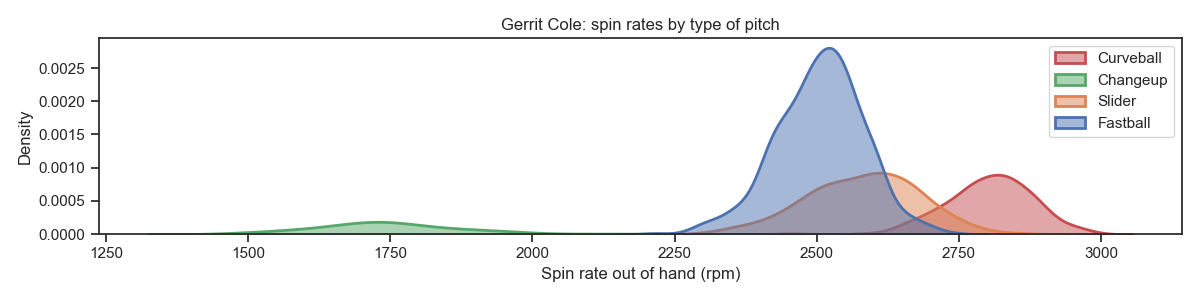 Gerrit Cole: spin rates by type of pitch
Density
0.0025
0.0020
0.0015
0.0010
0.0005
0.0000
Curveball
Changeup
Slider
Fastball
1250 1500 1750 2000 2250 2500 2750 3000
Spin rate out of hand (rpm)